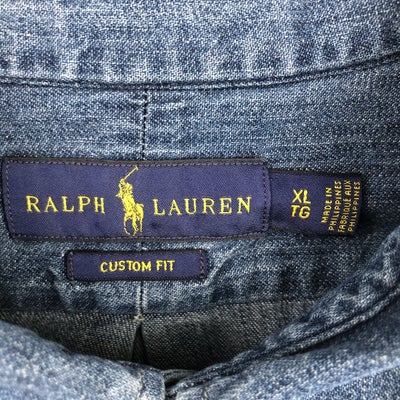 RALPH LAUREN
XL
TG
MADE IN
PHILIPPINES
FABRIQUÉ AUX
PHILIPPINES
CUSTOM FIT